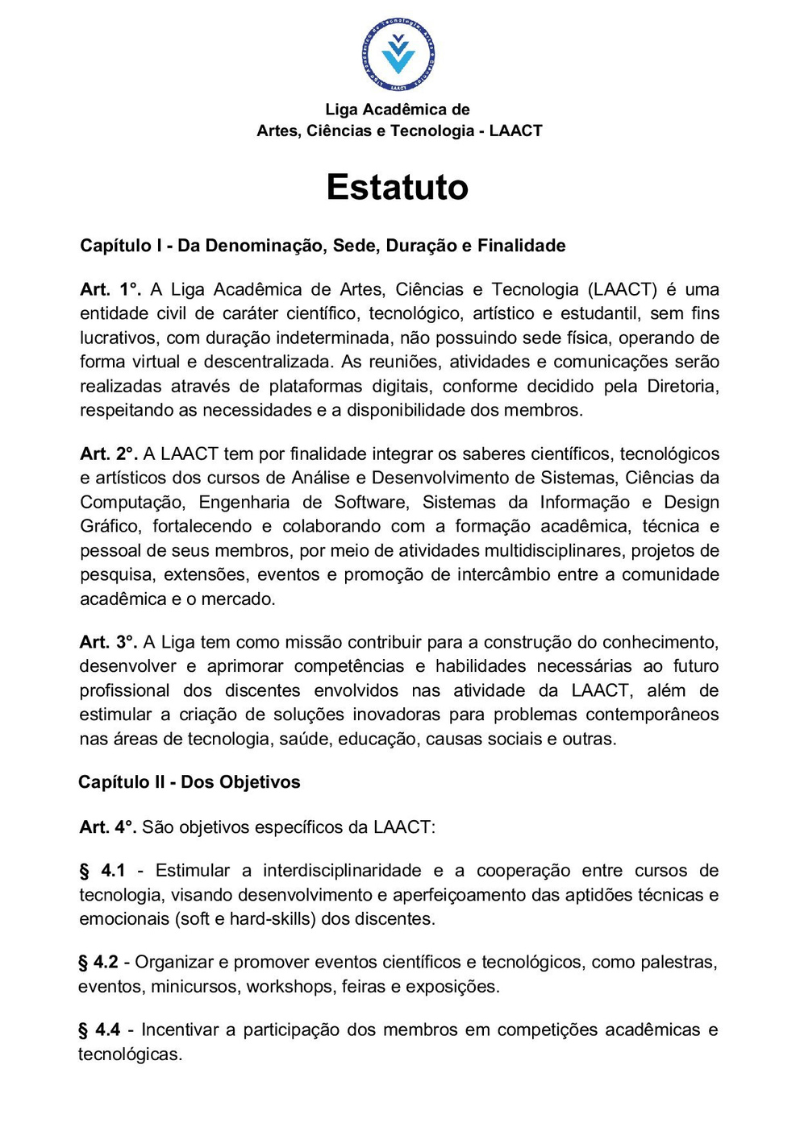 LAACT
Liga Acadêmica de
Artes, Ciências e Tecnologia - LAACT
Estatuto
Capítulo I - Da Denominação, Sede, Duração e Finalidade
Art. 1°. A Liga Acadêmica de Artes, Ciências e Tecnologia (LAACT) é uma
entidade civil de caráter científico, tecnológico, artístico e estudantil, sem fins
lucrativos, com duração indeterminada, não possuindo sede física, operando de
forma virtual e descentralizada. As reuniões, atividades e comunicações serão
realizadas através de plataformas digitais, conforme decidido pela Diretoria,
respeitando as necessidades e a disponibilidade dos membros.
Art. 2°. A LAACT tem por finalidade integrar os saberes científicos, tecnológicos
e artísticos dos cursos de Análise e Desenvolvimento de Sistemas, Ciências da
Computação, Engenharia de Software, Sistemas da Informação e Design
Gráfico, fortalecendo e colaborando com a formação acadêmica, técnica e
pessoal de seus membros, por meio de atividades multidisciplinares, projetos de
pesquisa, extensões, eventos e promoção de intercâmbio entre a comunidade
acadêmica e o mercado.
Art. 3°. A Liga tem como missão contribuir para a construção do conhecimento,
desenvolver e aprimorar competências e habilidades necessárias ao futuro
profissional dos discentes envolvidos nas atividade da LAACT, além de
estimular a criação de soluções inovadoras para problemas contemporâneos
nas áreas de tecnologia, saúde, educação, causas sociais e outras.
Capítulo II - Dos Objetivos
Art. 4°. São objetivos específicos da LAACT:
§ 4.1 - Estimular a interdisciplinaridade e a cooperação entre cursos de
tecnologia, visando desenvolvimento e aperfeiçoamento das aptidões técnicas e
emocionais (soft e hard-skills) dos discentes.
§ 4.2 - Organizar e promover eventos científicos e tecnológicos, como palestras,
eventos, minicursos, workshops, feiras e exposições.
§ 4.4 - Incentivar a participação dos membros em competições acadêmicas e
tecnológicas.